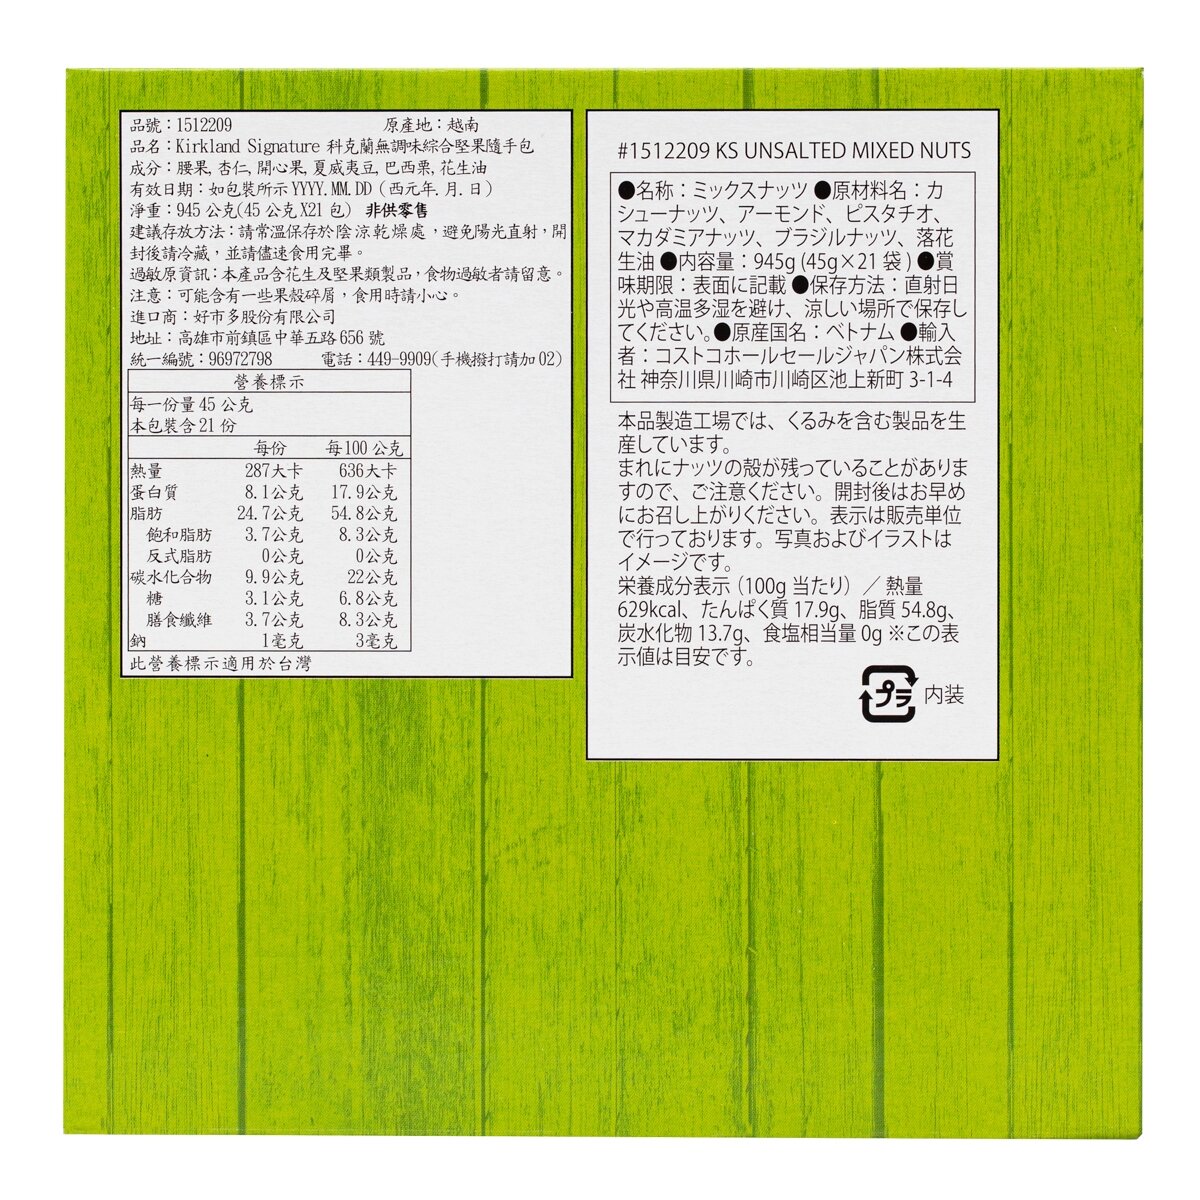 品號：1512209 原產地：越南
品名：Kirkland Signature 科克蘭無調味綜合堅果隨手包
成分：腰果, 杏仁, 開心果, 夏威夷豆, 巴西栗, 花生油
有效日期：如包裝所示YYYY.MM.DD（西元年.月.日）
淨重：945公克(45公克X21包) 非供零售
建議存放方法：請常溫保存於陰涼乾燥處，避免陽光直射，開
封後請冷藏，並請儘速食用完畢。
過敏原資訊：本產品含花生及堅果類製品，食物過敏者請留意。
注意：可能含有一些果殼碎屑，食用時請小心。
進口商：好市多股份有限公司
地址：高雄市前鎮區中華五路656號
統一編號：96972798 電話：449-9909(手機撥打請加02)
營養標示
每一份量45公克
本包裝含21份
每份 每100公克
熱量 287大卡 636大卡
蛋白質 8.1公克 17.9公克
脂肪 24.7公克 54.8公克
飽和脂肪 3.7公克 8.3公克
反式脂肪 0公克 0公克
碳水化合物 9.9公克 22公克
糖 3.1公克 6.8公克
膳食纖維 3.7公克 8.3公克
鈉 1毫克 3毫克
此營養標示適用於台灣
#1512209 KS UNSALTED MIXED NUTS
●名称：ミックスナッツ ●原材料名：カ
シューナッツ、アーモンド、ピスタチオ、
マカダミアナッツ、ブラジルナッツ、落花
生油 ●内容量：945g (45g×21袋) ●賞
味期限：表面に記載 ●保存方法：直射日
光や高温多湿を避け、涼しい場所で保存し
てください。●原産国名：ベトナム ●輸入
者：コストコホールセールジャパン株式会
社 神奈川県川崎市川崎区池上新町 3-1-4
本品製造工場では、くるみを含む製品を生
産しています。
まれにナッツの殻が残っていることがありま
すので、ご注意ください。開封後はお早め
にお召し上がりください。表示は販売単位
で行っております。写真およびイラストは
イメージです。
栄養成分表示（100g 当たり）／熱量
629kcal、たんぱく質 17.9g、脂質 54.8g、
炭水化物 13.7g、食塩相当量 0g ※この表
示値は目安です。
プラ 内装